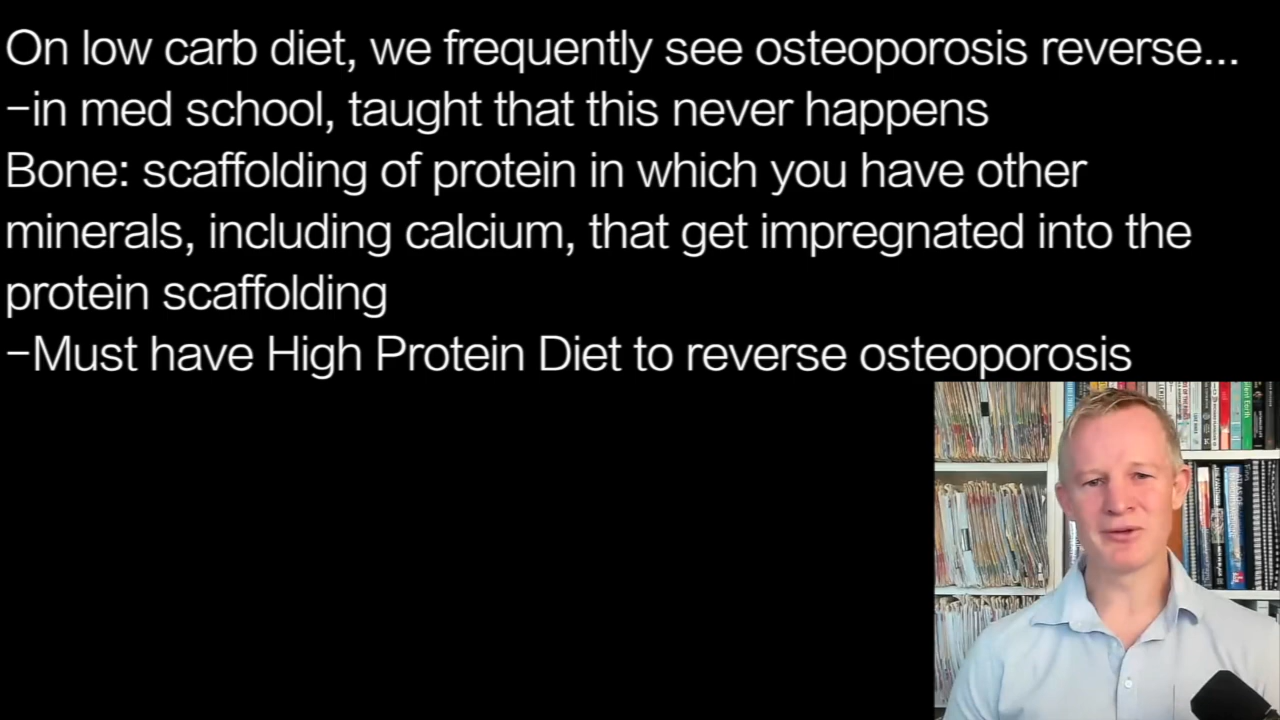 On low carb diet, we frequently see osteoporosis reverse...
-in med school, taught that this never happens
Bone: scaffolding of protein in which you have other
minerals, including calcium, that get impregnated into the
protein scaffolding
-Must have High Protein Diet to reverse osteoporosis